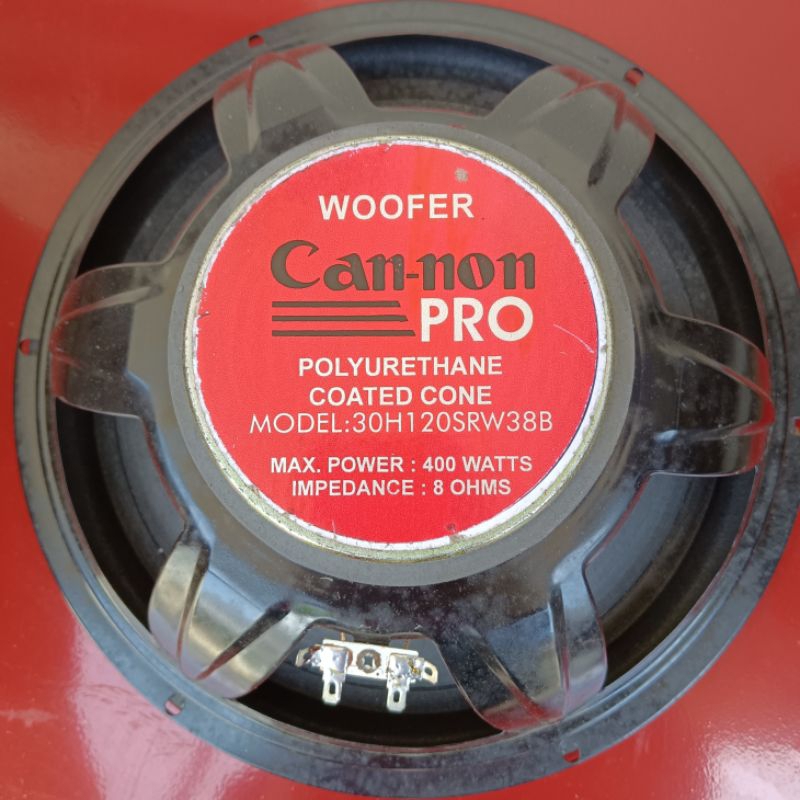 WOOFER
Can-non
PRO
POLYURETHANE
COATED CONE
MODEL:30H120SRW38B
MAX. POWER : 400 WATTS
IMPEDANCE : 8 OHMS